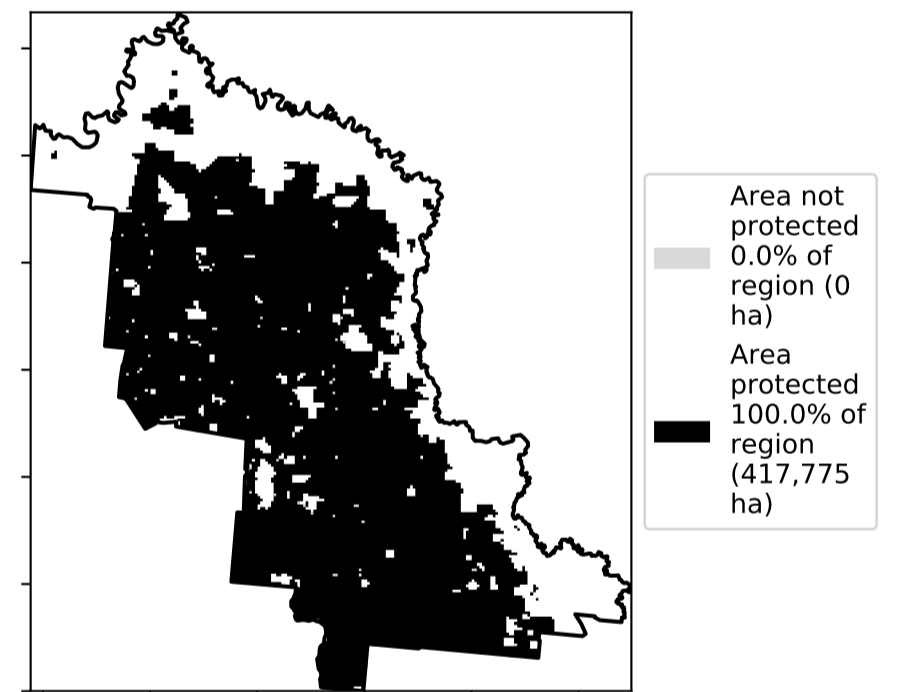 Area not
protected
0.0% of
region (0
ha)
Area
protected
100.0% of
region
(417,775
ha)